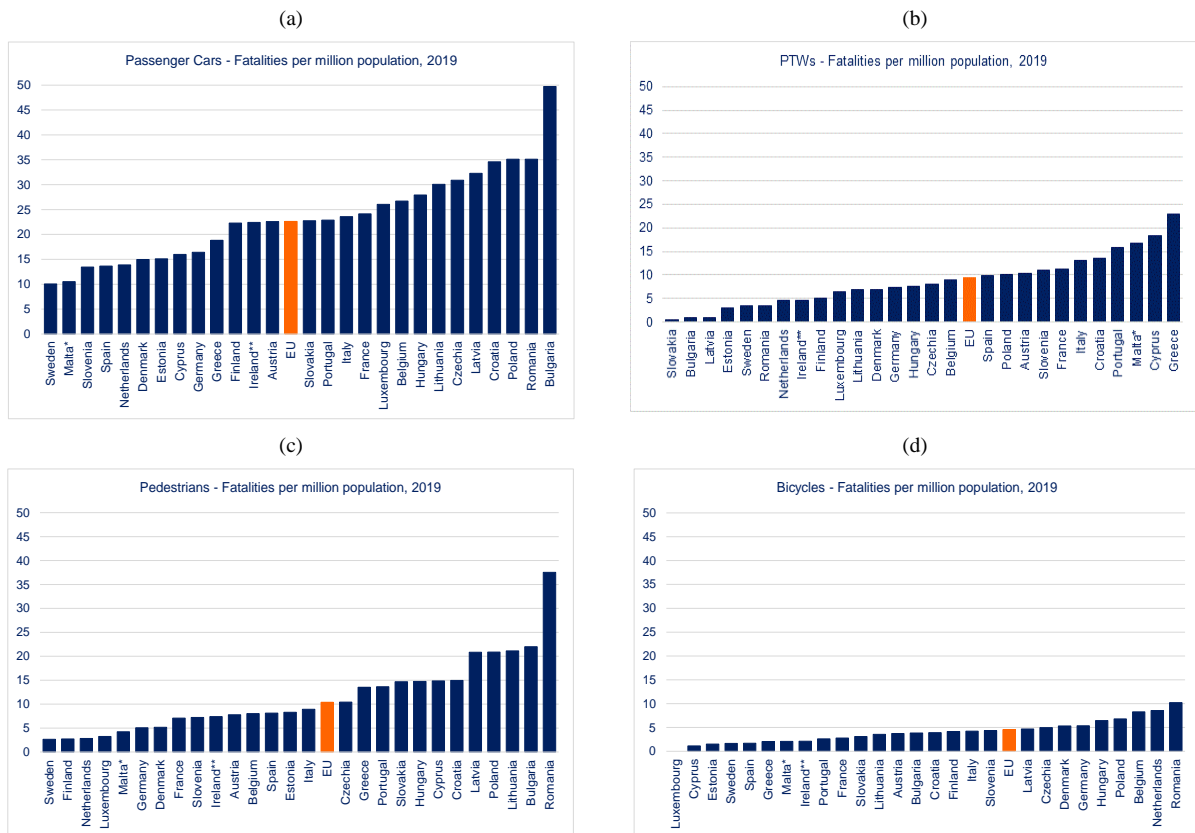 (a)
Passenger Cars - Fatalities per million population, 2019
50
45
40
35
30
25
20
15
10
5
0
Sweden
Malta*
Slovenia
Spain
Netherlands
Denmark
Estonia
Cyprus
Germany
Greece
Finland
Ireland**
Austria
EU
Slovakia
Portugal
Italy
France
Luxembourg
Belgium
Hungary
Lithuania
Czechia
Latvia
Croatia
Poland
Romania
Bulgaria
(b)
PTWs - Fatalities per million population, 2019
50
45
40
35
30
25
20
15
10
5
0
Slovakia
Bulgaria
Latvia
Estonia
Sweden
Romania
Netherlands
Ireland**
Finland
Luxembourg
Lithuania
Denmark
Germany
Hungary
Czechia
Belgium
EU
Spain
Poland
Austria
Slovenia
France
Italy
Croatia
Portugal
Malta*
Cyprus
Greece
(c)
Pedestrians - Fatalities per million population, 2019
50
45
40
35
30
25
20
15
10
5
0
Sweden
Finland
Netherlands
Luxembourg
Malta*
Germany
Denmark
France
Slovenia
Ireland**
Austria
Belgium
Spain
Estonia
Italy
EU
Czechia
Greece
Portugal
Slovakia
Hungary
Cyprus
Croatia
Latvia
Poland
Lithuania
Bulgaria
Romania
(d)
Bicycles - Fatalities per million population, 2019
50
45
40
35
30
25
20
15
10
5
0
Luxembourg
Cyprus
Estonia
Sweden
Spain
Greece
Malta*
Ireland**
Portugal
France
Slovakia
Lithuania
Austria
Bulgaria
Croatia
Finland
Italy
Slovenia
EU
Latvia
Czechia
Denmark
Germany
Hungary
Poland
Belgium
Netherlands
Romania